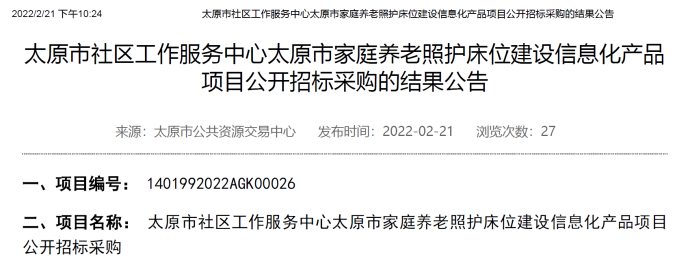 2022/2/21 下午10:24 太原市社区工作服务中心太原市家庭养老照护床位建设信息化产品项目公开招标采购的结果公告
太原市社区工作服务中心太原市家庭养老照护床位建设信息化产品
项目公开招标采购的结果公告
来源：太原市公共资源交易中心 发布时间：2022-02-21 浏览次数：27
一、项目编号： 1401992022AGK00026
二、项目名称： 太原市社区工作服务中心太原市家庭养老照护床位建设信息化产品项目
公开招标采购